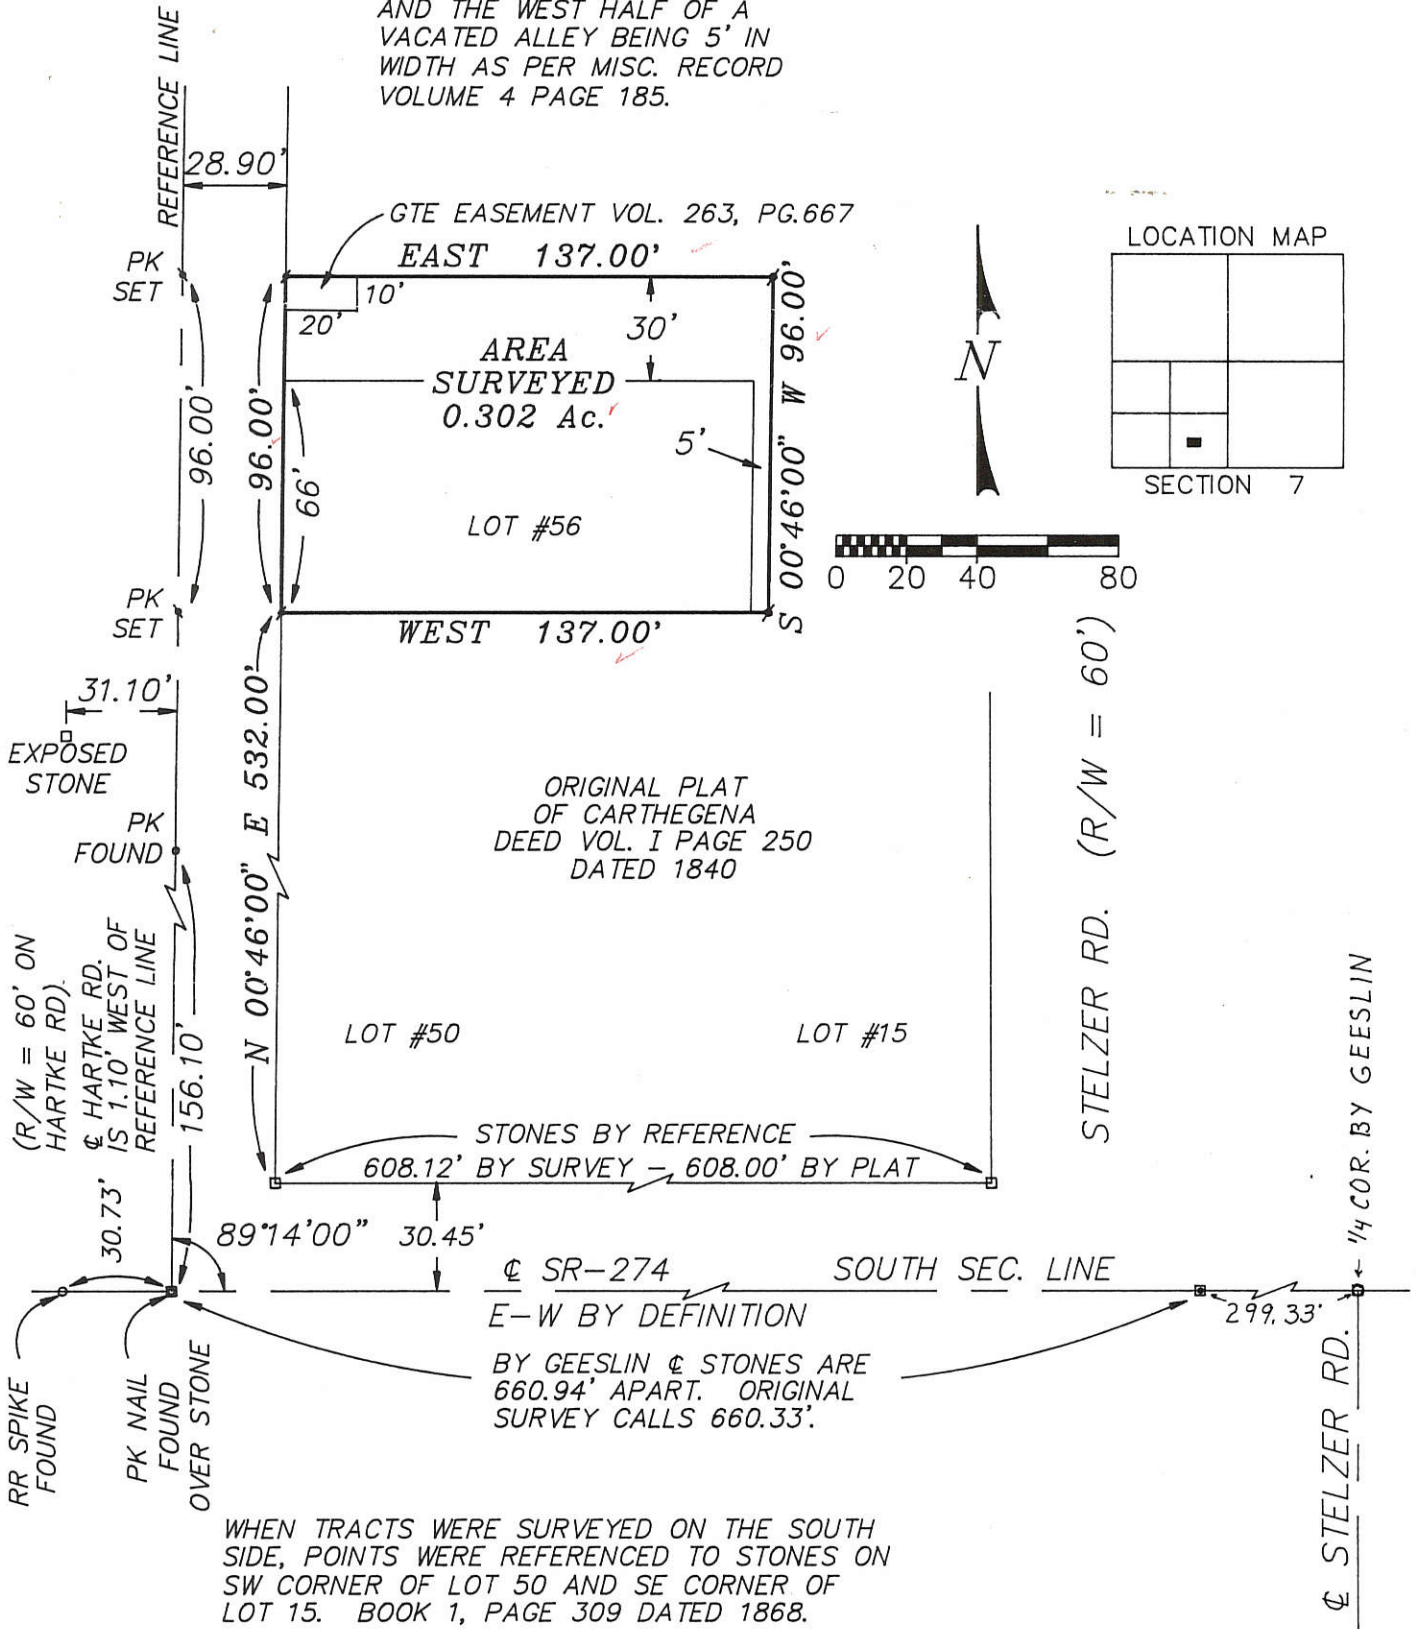 AND THE WEST HALF OF A
VACATED ALLEY BEING 5' IN
WIDTH AS PER MISC. RECORD
VOLUME 4 PAGE 185.
REFERENCE LINE
28.90'
GTE EASEMENT VOL. 263, PG.667
EAST 137.00'
PK
SET
10'
20'
30'
AREA
SURVEYED
0.302 Ac.
96.00'
96.00'
66'
5'
S 00°46'00" W 96.00'
LOT #56
N
LOCATION MAP
SECTION 7
0 20 40 80
PK
SET
WEST 137.00'
31.10'
EXPOSED
STONE
PK
FOUND
N 00°46'00" E 532.00'
ORIGINAL PLAT
OF CARTHEGENA
DEED VOL. I PAGE 250
DATED 1840
STELZER RD. (R/W = 60')
(R/W = 60' ON
HARTKE RD).
℄ HARTKE RD.
IS 1.10' WEST OF
REFERENCE LINE
156.10'
LOT #50
LOT #15
STONES BY REFERENCE
608.12' BY SURVEY - 608.00' BY PLAT
30.73'
89°14'00"
30.45'
℄ SR-274
SOUTH SEC. LINE
E-W BY DEFINITION
1/4 COR. BY GEESLIN
299.33'
BY GEESLIN ℄ STONES ARE
660.94' APART. ORIGINAL
SURVEY CALLS 660.33'.
RR SPIKE
FOUND
PK NAIL
FOUND
OVER STONE
℄ STELZER RD.
WHEN TRACTS WERE SURVEYED ON THE SOUTH
SIDE, POINTS WERE REFERENCED TO STONES ON
SW CORNER OF LOT 50 AND SE CORNER OF
LOT 15. BOOK 1, PAGE 309 DATED 1868.